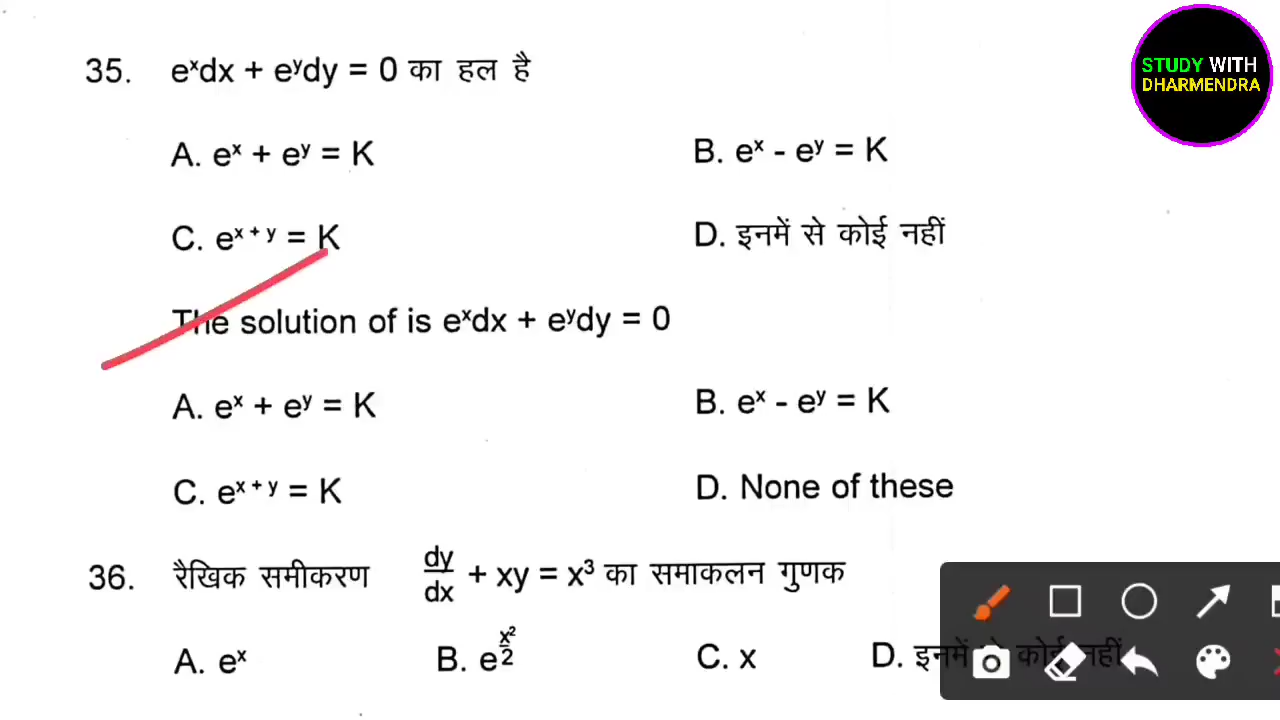 STUDY WITH
DHARMENDRA
35. eˣdx + eʸdy = 0 का हल है
A. eˣ + eʸ = K B. eˣ - eʸ = K
C. eˣ ⁺ ʸ = K D. इनमें से कोई नहीं
The solution of is eˣdx + eʸdy = 0
A. eˣ + eʸ = K B. eˣ - eʸ = K
C. eˣ ⁺ ʸ = K D. None of these
36. रैखिक समीकरण dy/dx + xy = x³ का समाकलन गुणक
A. eˣ B. e^(x²/2) C. x D. इनमें से कोई नहीं